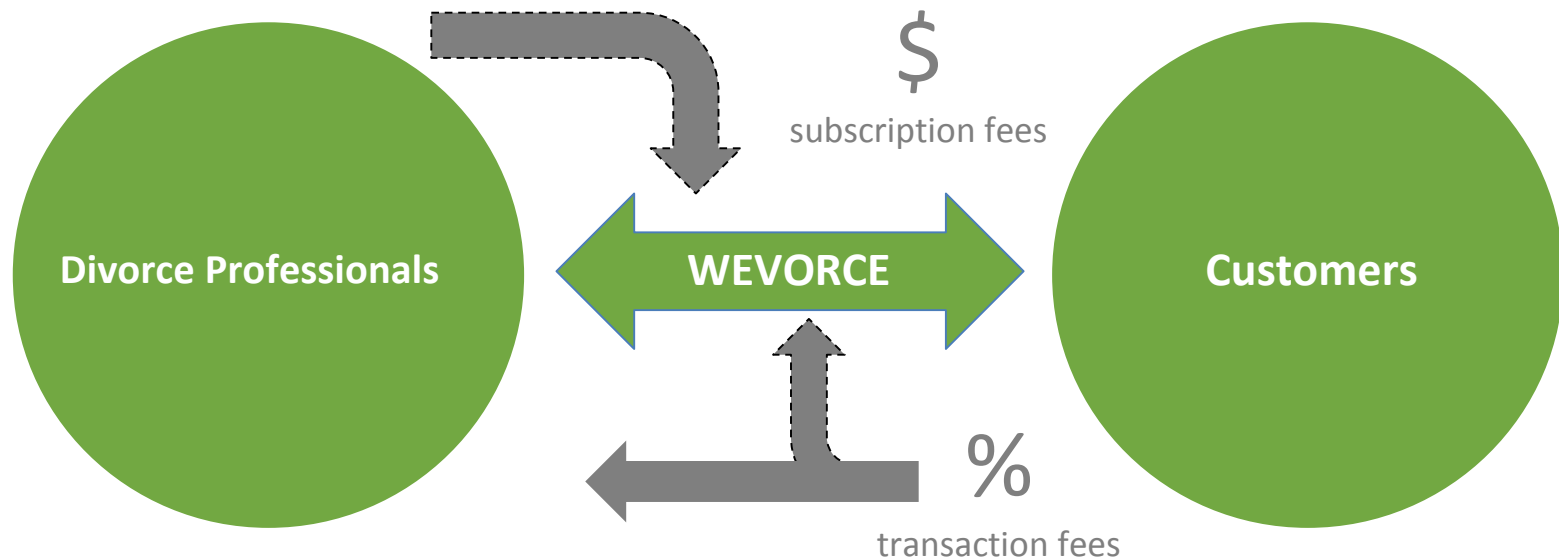 $
subscription fees
Divorce Professionals
WEVORCE
Customers
%
transaction fees